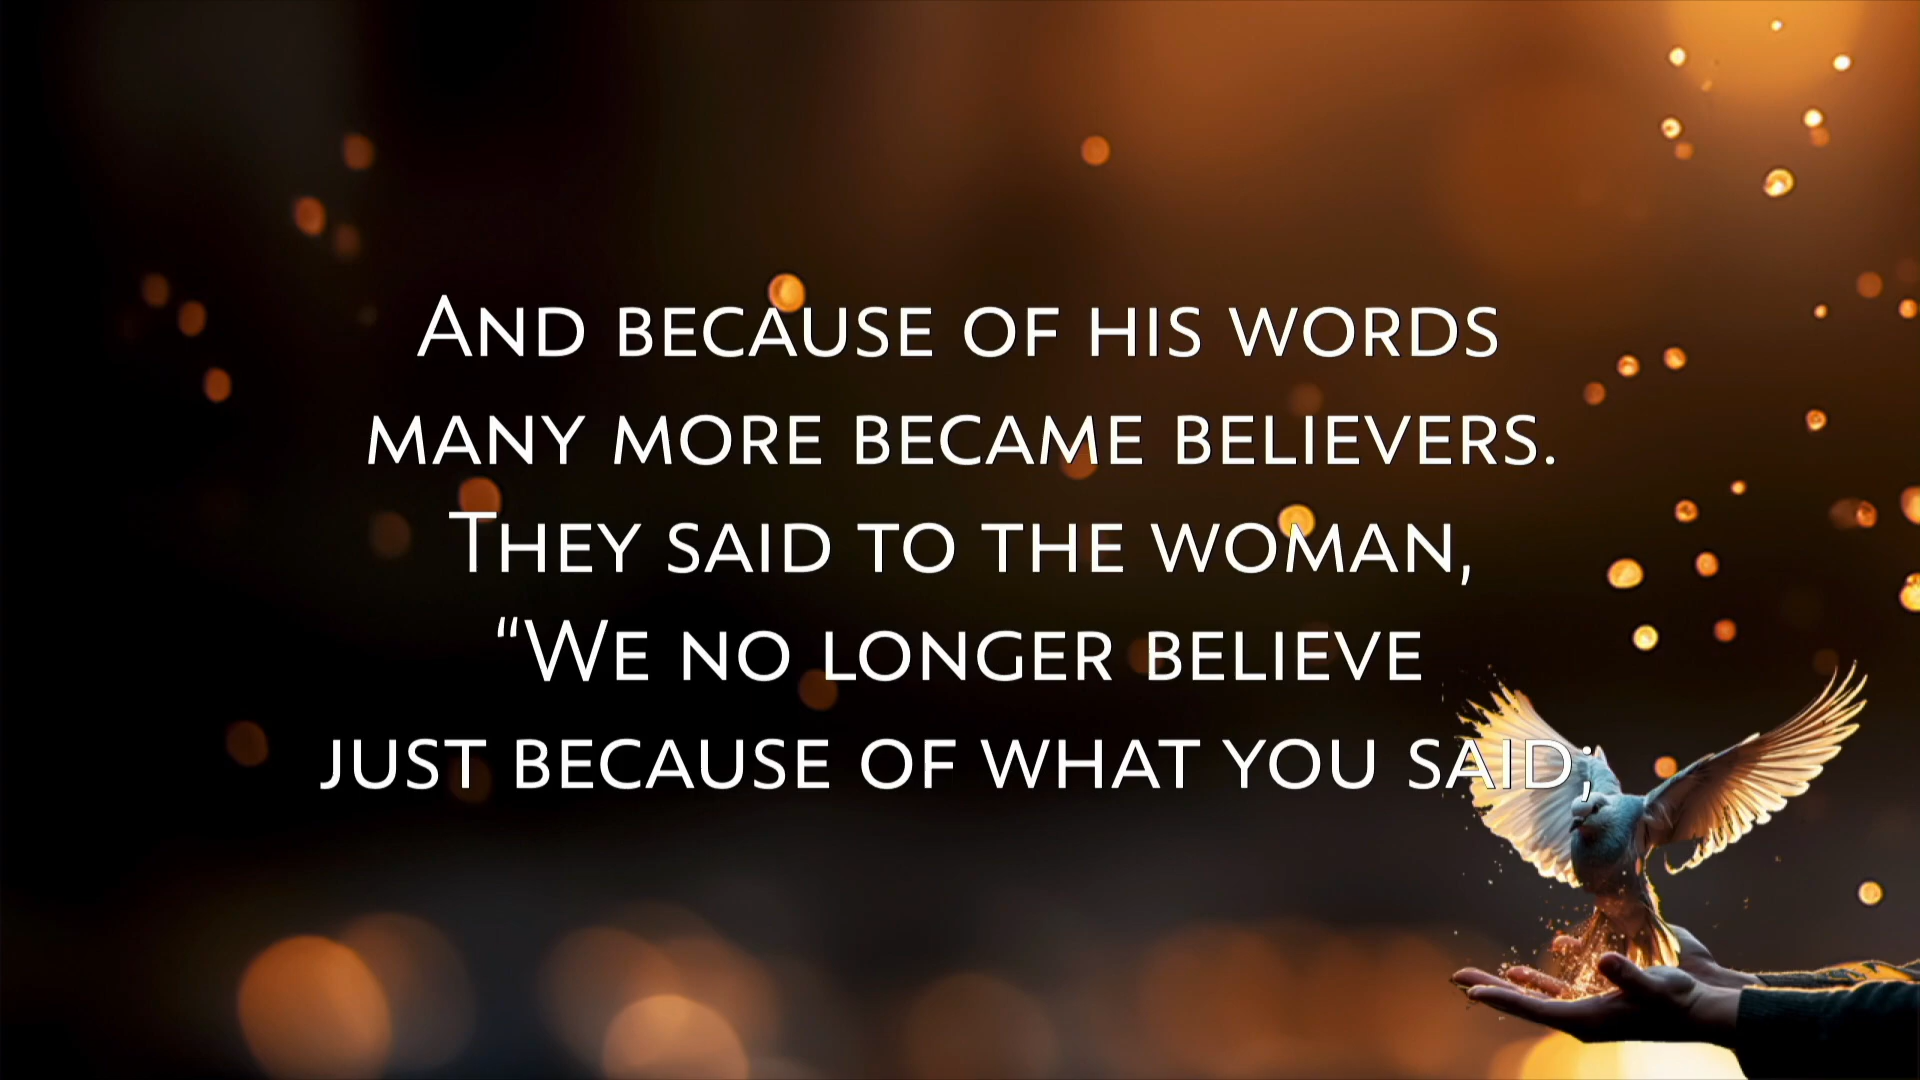 And because of his words
many more became believers.
They said to the woman,
“We no longer believe
just because of what you said;